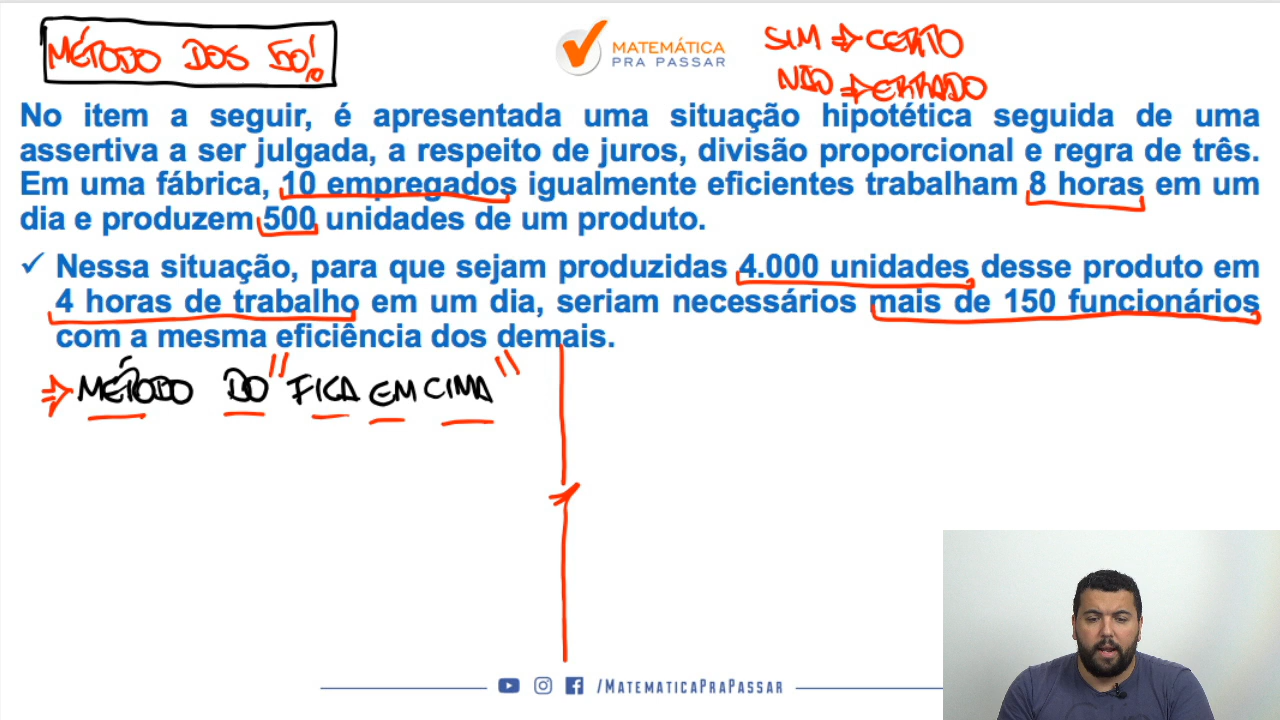 MÉTODO DOS 50!
MATEMÁTICA
PRA PASSAR
SIM ⇒ CERTO
NÃO ⇒ ERRADO
No item a seguir, é apresentada uma situação hipotética seguida de uma
assertiva a ser julgada, a respeito de juros, divisão proporcional e regra de três.
Em uma fábrica, 10 empregados igualmente eficientes trabalham 8 horas em um
dia e produzem 500 unidades de um produto.
✓ Nessa situação, para que sejam produzidas 4.000 unidades desse produto em
4 horas de trabalho em um dia, seriam necessários mais de 150 funcionários
com a mesma eficiência dos demais.
⇒ MÉTODO DO "FICA EM CIMA"
/MATEMATICAPRAPASSAR